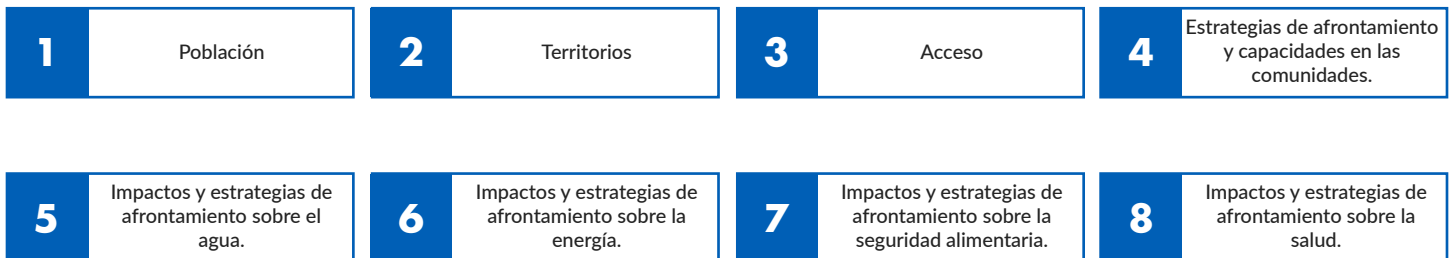 1
Población
2
Territorios
3
Acceso
4
Estrategias de afrontamiento
y capacidades en las
comunidades.
5
Impactos y estrategias de
afrontamiento sobre el
agua.
6
Impactos y estrategias de
afrontamiento sobre la
energía.
7
Impactos y estrategias de
afrontamiento sobre la
seguridad alimentaria.
8
Impactos y estrategias de
afrontamiento sobre la
salud.